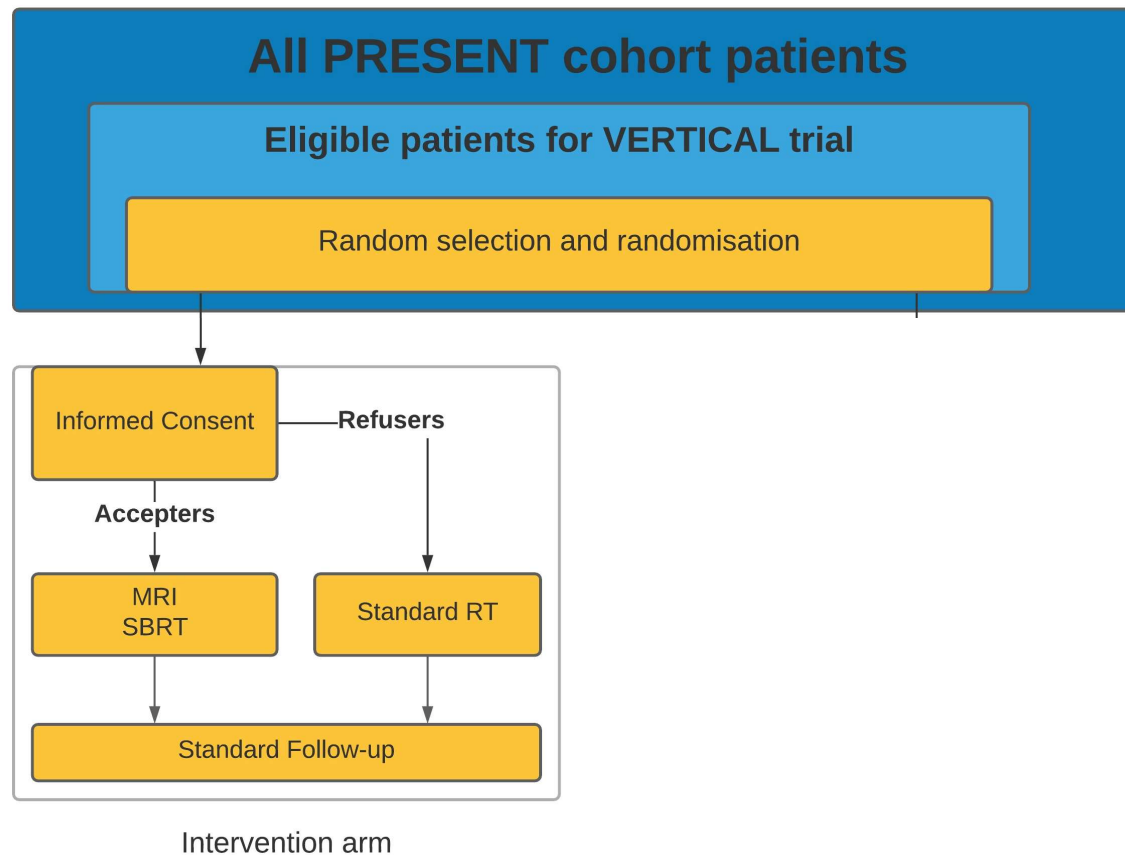 All PRESENT cohort patients
Eligible patients for VERTICAL trial
Random selection and randomisation
Informed Consent
Refusers
Accepters
MRI
SBRT
Standard RT
Standard Follow-up
Intervention arm